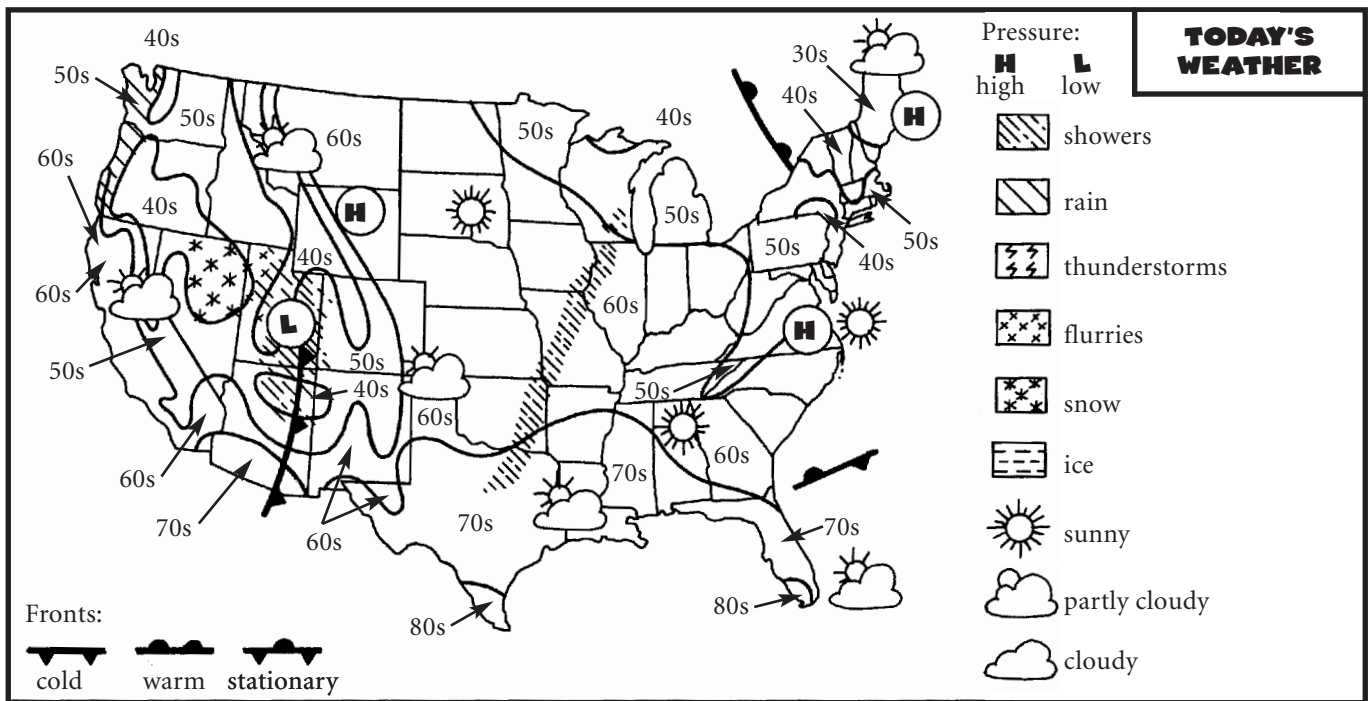 TODAY'S
WEATHER
Pressure:
H L
high low
showers
rain
thunderstorms
flurries
snow
ice
sunny
partly cloudy
cloudy
40s
50s
50s
60s
40s
60s
60s
50s
60s
70s
60s
H
40s
L
50s
40s
60s
60s
70s
80s
50s
40s
50s
60s
50s
70s
60s
H
50s
40s
50s
40s
30s
H
70s
80s
Fronts:
cold warm stationary